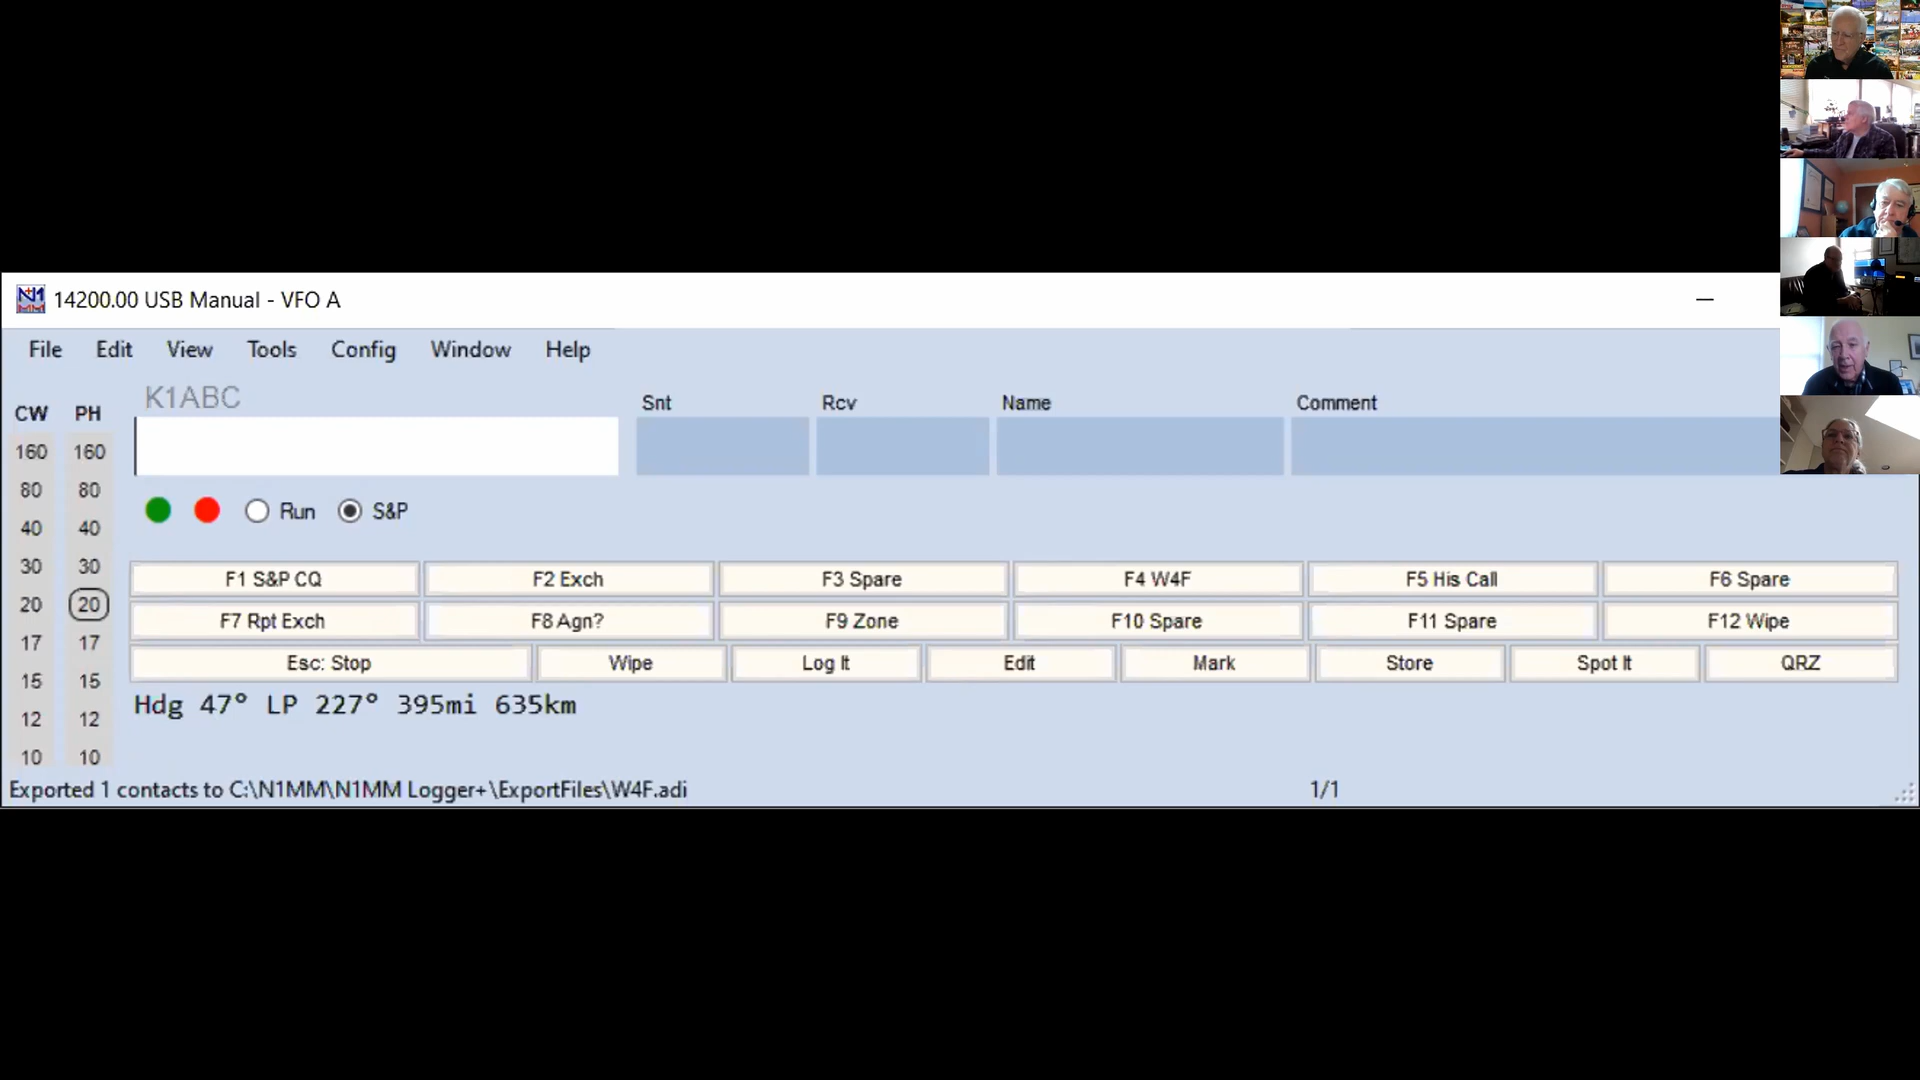 N1MM 14200.00 USB Manual - VFO A
File Edit View Tools Config Window Help
K1ABC
CW PH Snt Rcv Name Comment
160 160
80 80
Run S&P
40 40
30 30 F1 S&P CQ F2 Exch F3 Spare F4 W4F F5 His Call F6 Spare
20 20 F7 Rpt Exch F8 Agn? F9 Zone F10 Spare F11 Spare F12 Wipe
17 17 Esc: Stop Wipe Log It Edit Mark Store Spot It QRZ
15 15
Hdg 47° LP 227° 395mi 635km
12 12
10 10
Exported 1 contacts to C:\N1MM\N1MM Logger+\ExportFiles\W4F.adi 1/1